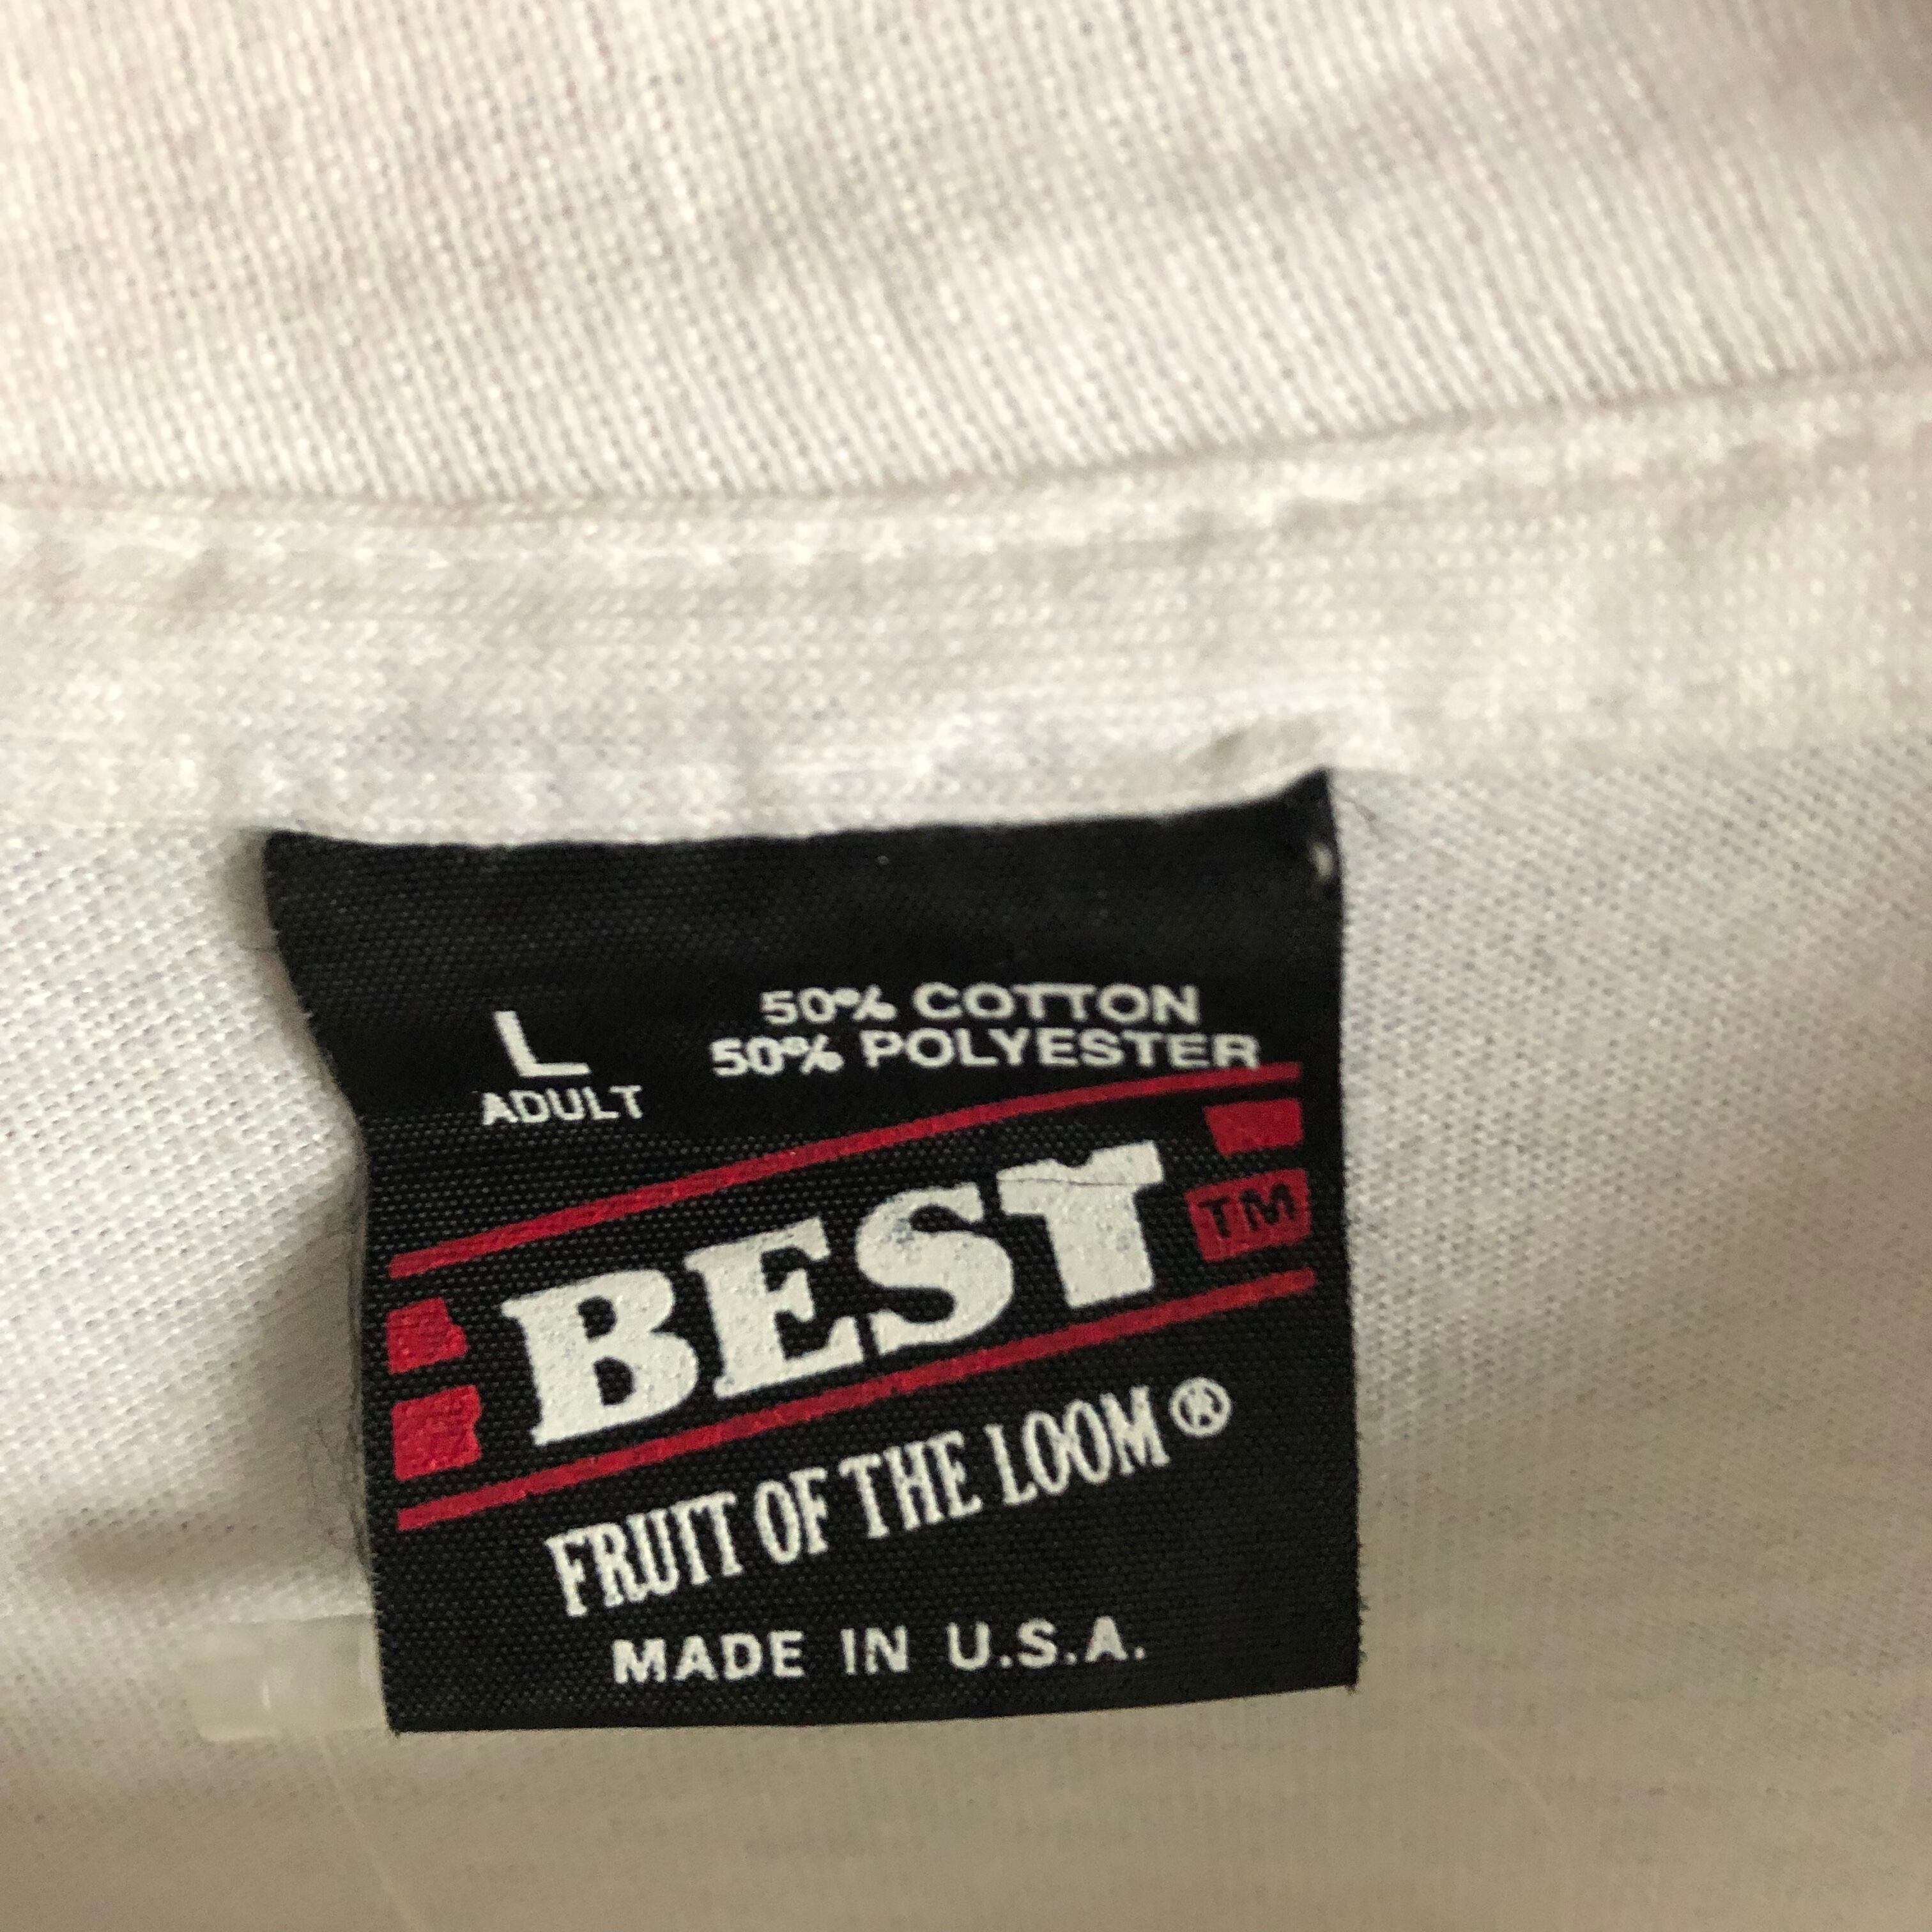 L
ADULT
50% COTTON
50% POLYESTER
BEST TM
FRUIT OF THE LOOM ®
MADE IN U.S.A.